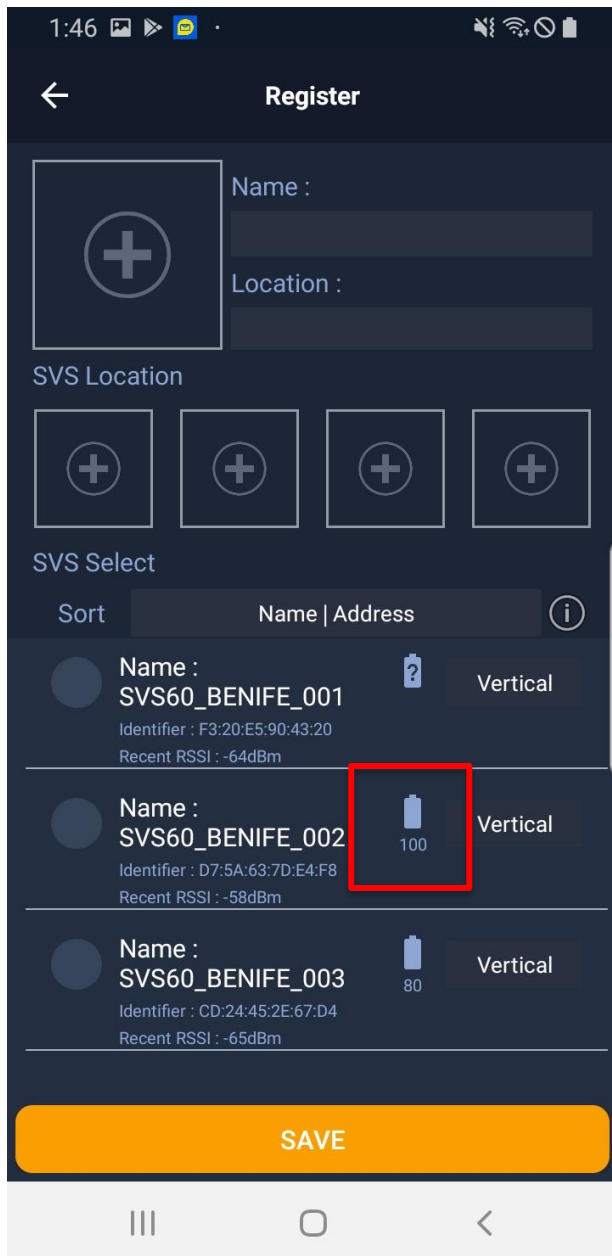 1:46
Register
Name :
Location :
SVS Location
SVS Select
Sort
Name | Address
i
Name :
SVS60_BENIFE_001
?
Vertical
Identifier : F3:20:E5:90:43:20
Recent RSSI : -64dBm
Name :
SVS60_BENIFE_002
100
Vertical
Identifier : D7:5A:63:7D:E4:F8
Recent RSSI : -58dBm
Name :
SVS60_BENIFE_003
80
Vertical
Identifier : CD:24:45:2E:67:D4
Recent RSSI : -65dBm
SAVE